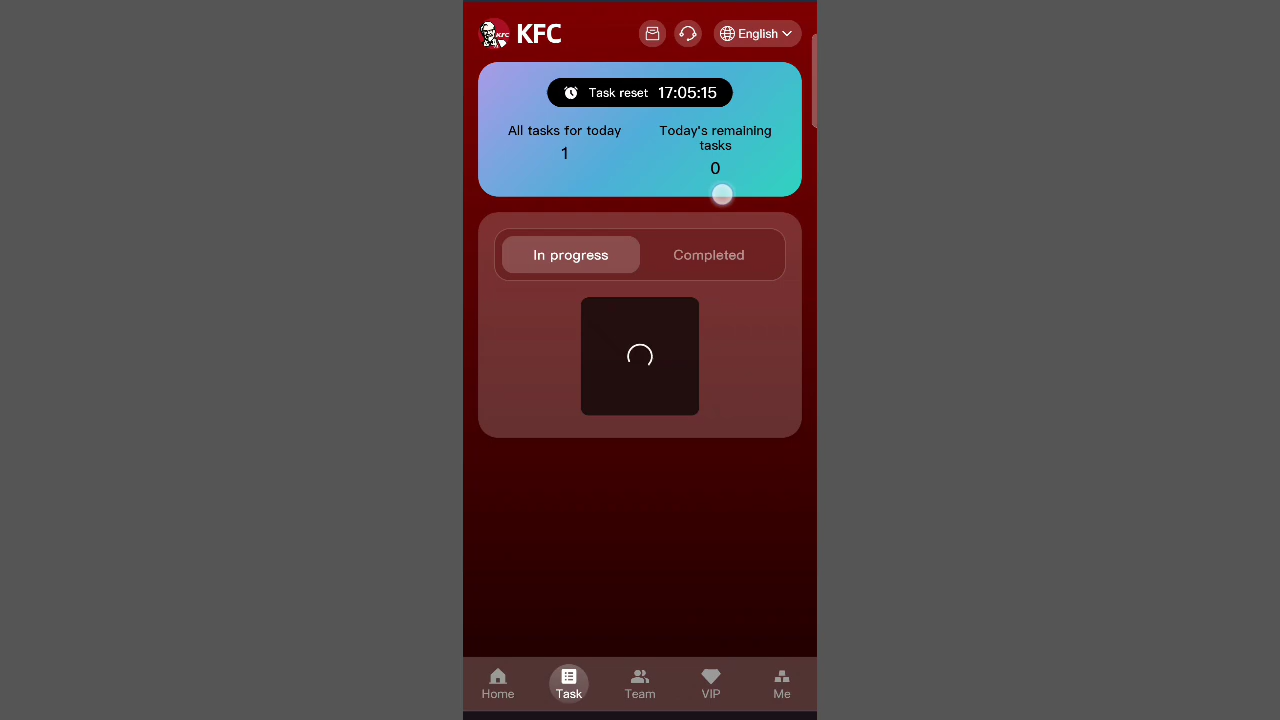 KFC
English
Task reset 17:05:15
All tasks for today
1
Today's remaining
tasks
0
In progress
Completed
Home
Task
Team
VIP
Me